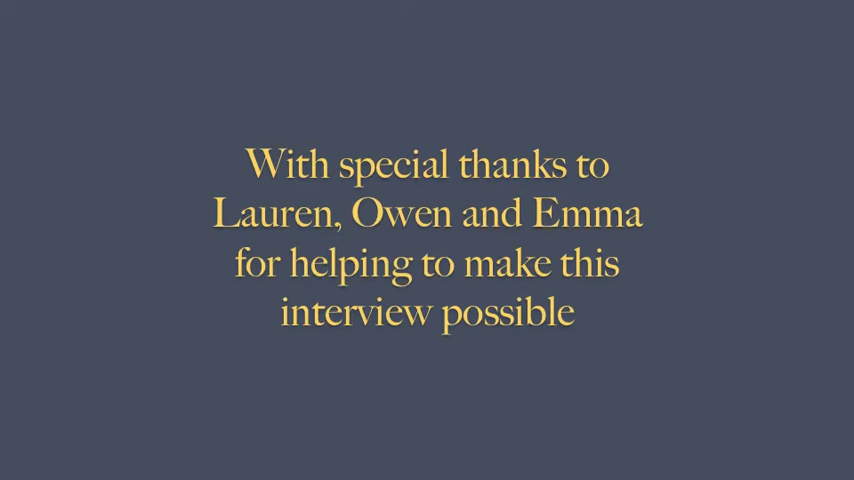 With special thanks to
Lauren, Owen and Emma
for helping to make this
interview possible